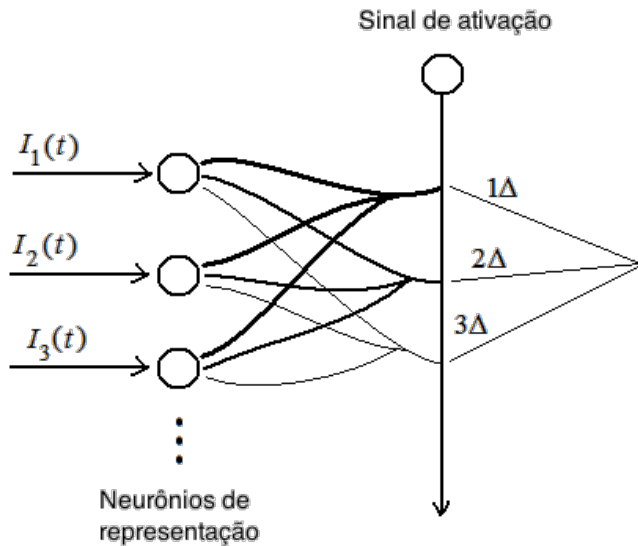 Sinal de ativação
I₁(t)
1Δ
I₂(t)
2Δ
3Δ
I₃(t)
Neurônios de
representação